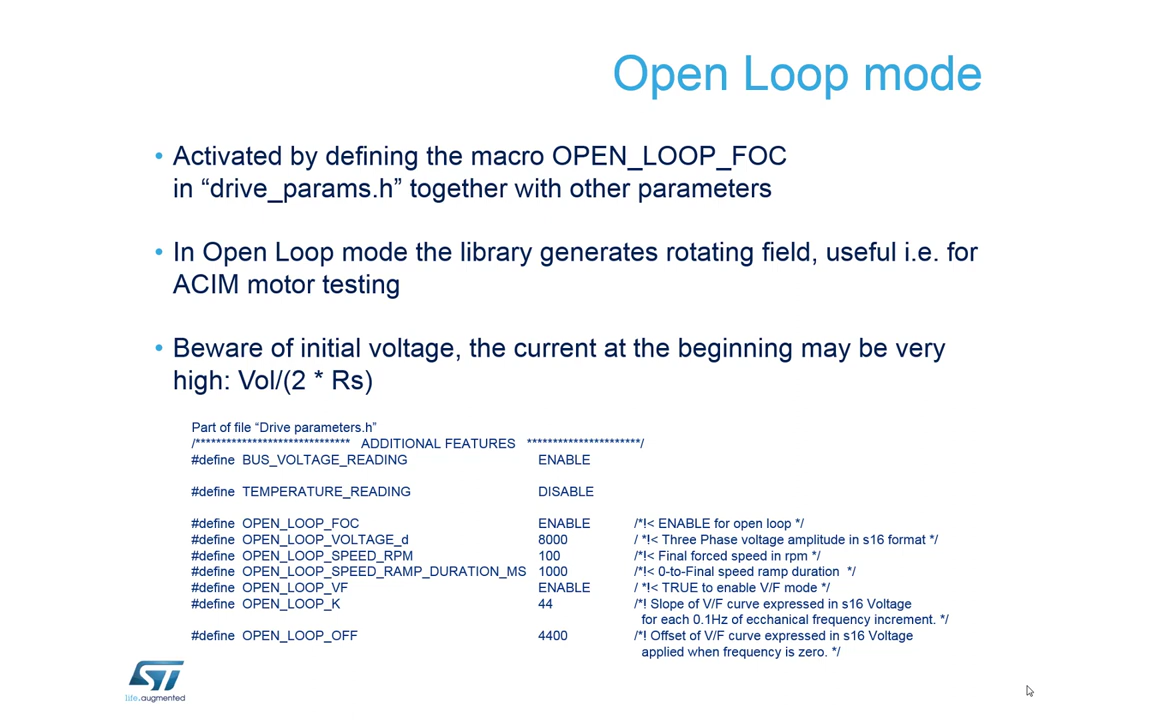 Open Loop mode
• Activated by defining the macro OPEN_LOOP_FOC
in “drive_params.h” together with other parameters
• In Open Loop mode the library generates rotating field, useful i.e. for
ACIM motor testing
• Beware of initial voltage, the current at the beginning may be very
high: Vol/(2 * Rs)
Part of file “Drive parameters.h”
/****************************** ADDITIONAL FEATURES **********************/
#define BUS_VOLTAGE_READING ENABLE
#define TEMPERATURE_READING DISABLE
#define OPEN_LOOP_FOC ENABLE /*!< ENABLE for open loop */
#define OPEN_LOOP_VOLTAGE_d 8000 / *!< Three Phase voltage amplitude in s16 format */
#define OPEN_LOOP_SPEED_RPM 100 /*!< Final forced speed in rpm */
#define OPEN_LOOP_SPEED_RAMP_DURATION_MS 1000 /*!< 0-to-Final speed ramp duration */
#define OPEN_LOOP_VF ENABLE / *!< TRUE to enable V/F mode */
#define OPEN_LOOP_K 44 /*! Slope of V/F curve expressed in s16 Voltage
for each 0.1Hz of ecchanical frequency increment. */
#define OPEN_LOOP_OFF 4400 /*! Offset of V/F curve expressed in s16 Voltage
applied when frequency is zero. */
ST
life.augmented